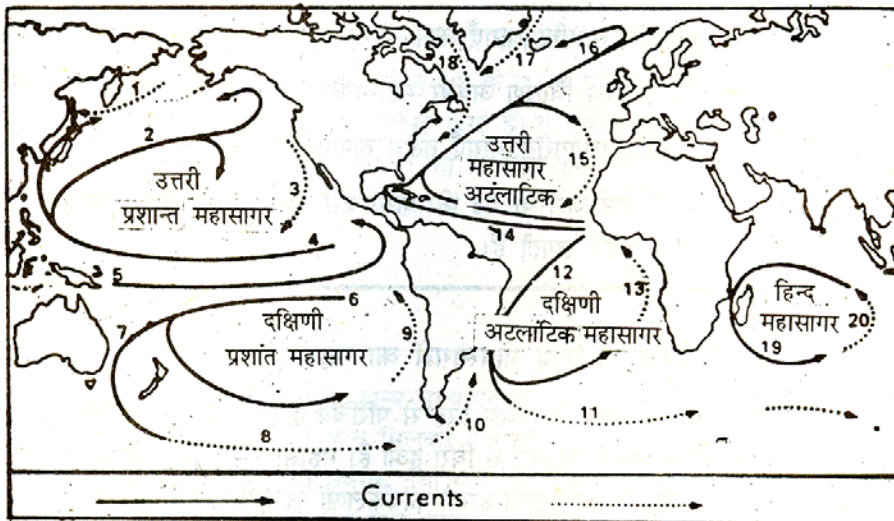 18
17
16
1
2
उत्तरी
प्रशान्त महासागर
3
4
5
उत्तरी
महासागर
अटंलाटिक
15
14
6
7
दक्षिणी
प्रशांत महासागर
9
8
10
12
दक्षिणी
अटलांटिक महासागर
13
11
हिन्द
महासागर
19
20
Currents